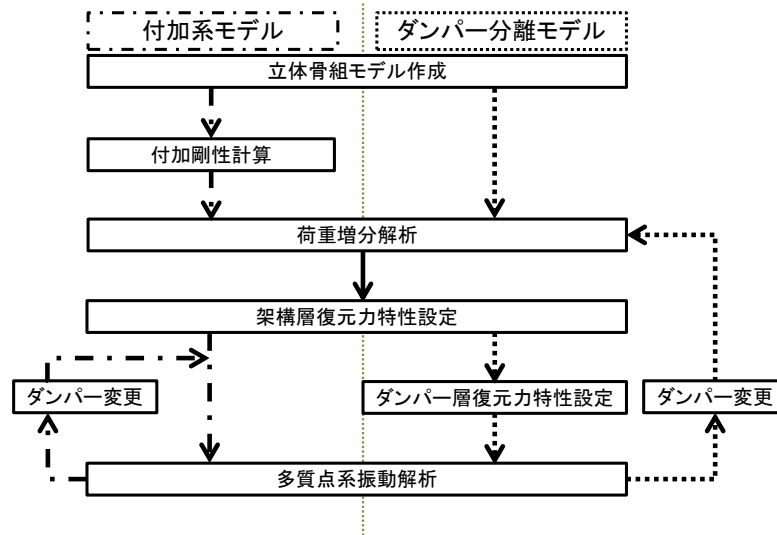 付加系モデル
ダンパー分離モデル
立体骨組モデル作成
付加剛性計算
荷重増分解析
架構層復元力特性設定
ダンパー変更
ダンパー層復元力特性設定
ダンパー変更
多質点系振動解析